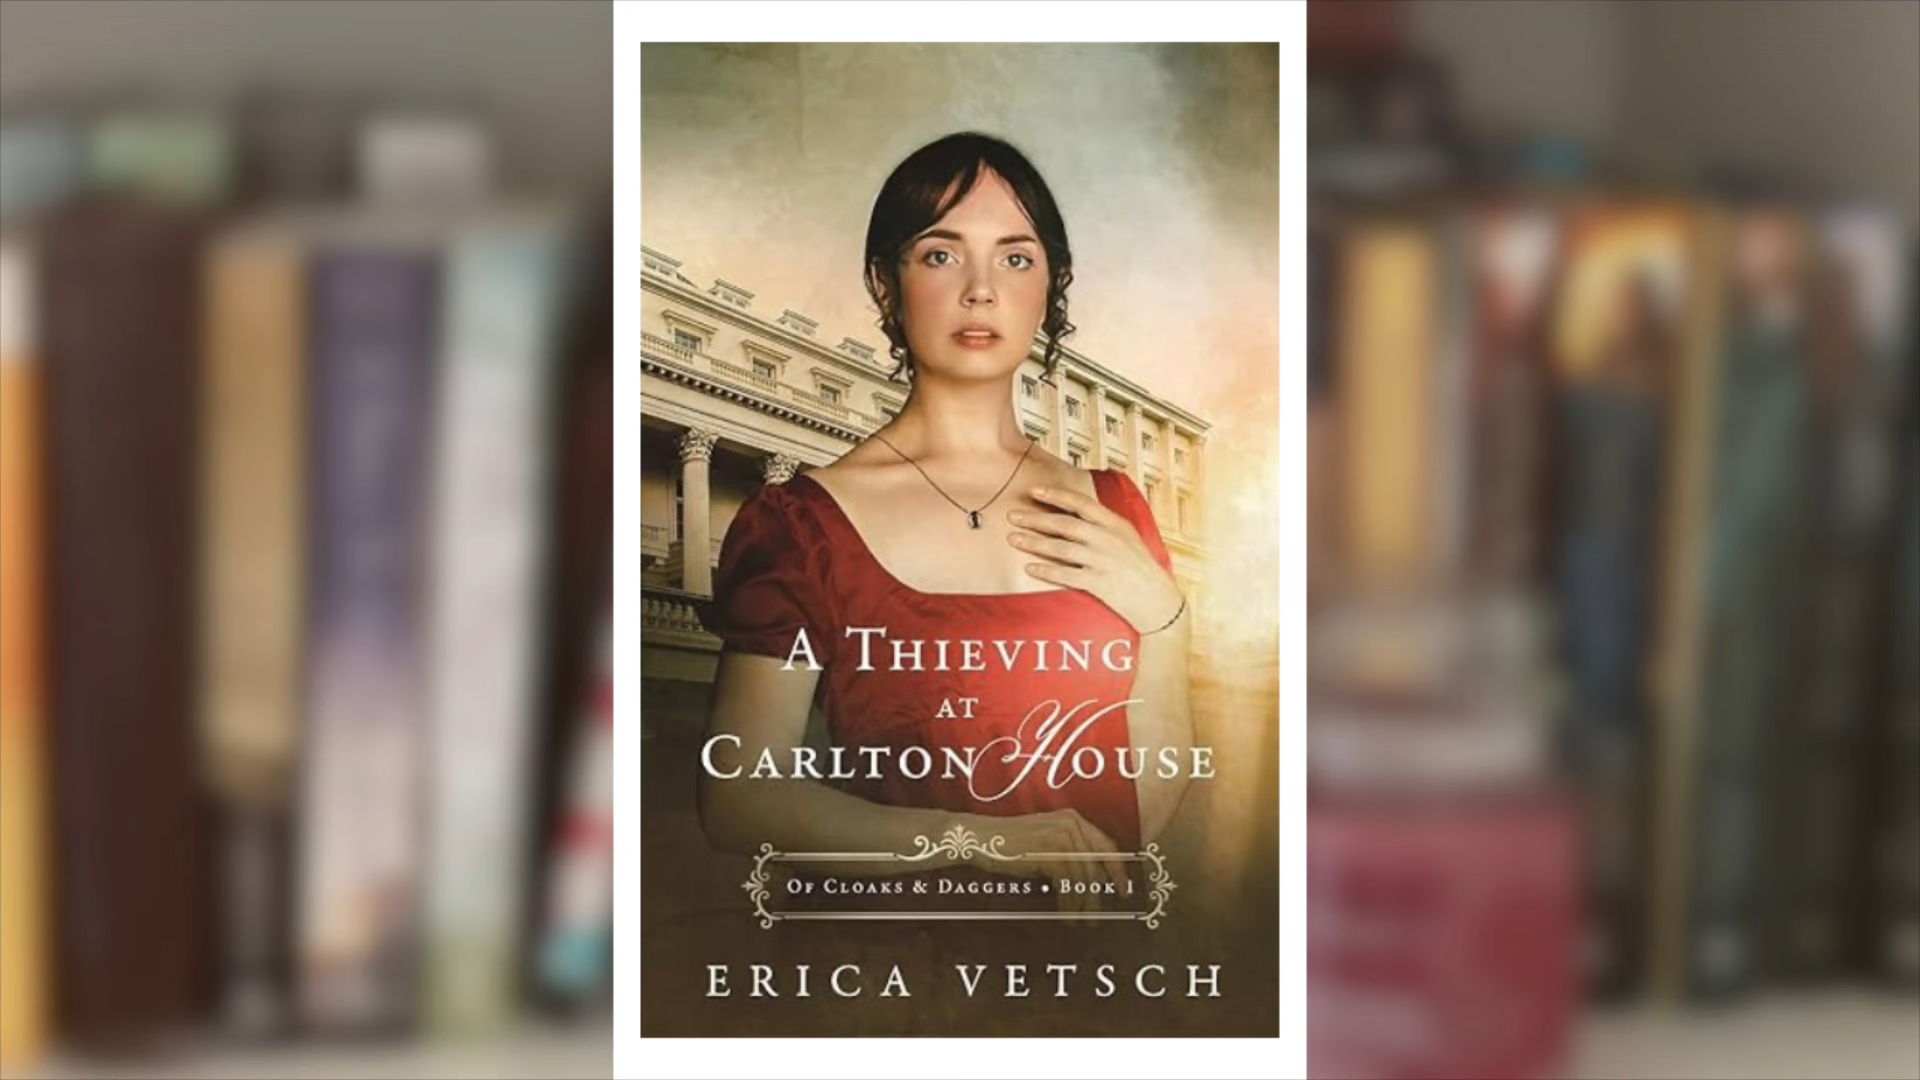 A Thieving
at
Carlton House
Of Cloaks & Daggers • Book 1
Erica Vetsch